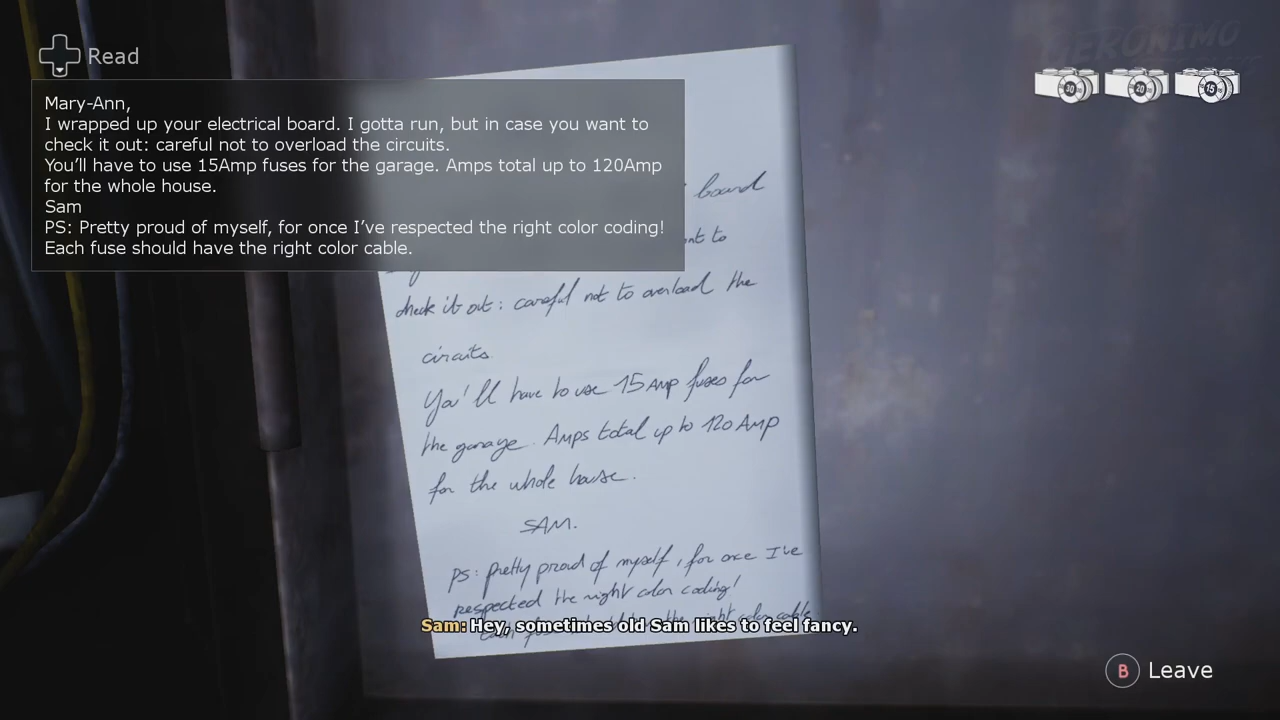 GERONIMO
Read
30 20 15
Mary-Ann,
I wrapped up your electrical board. I gotta run, but in case you want to
check it out: careful not to overload the circuits.
You'll have to use 15Amp fuses for the garage. Amps total up to 120Amp
for the whole house.
Sam
PS: Pretty proud of myself, for once I've respected the right color coding!
Each fuse should have the right color cable.
board
to
check it out: careful not to overload the
circuits.
You'll have to use 15 AMP fuses for
the garage. Amps total up to 120 AMP
for the whole house.
SAM.
PS: pretty proud of myself, for once I've
respected the right color coding!
the right color cable
Sam: Hey, sometimes old Sam likes to feel fancy.
B Leave